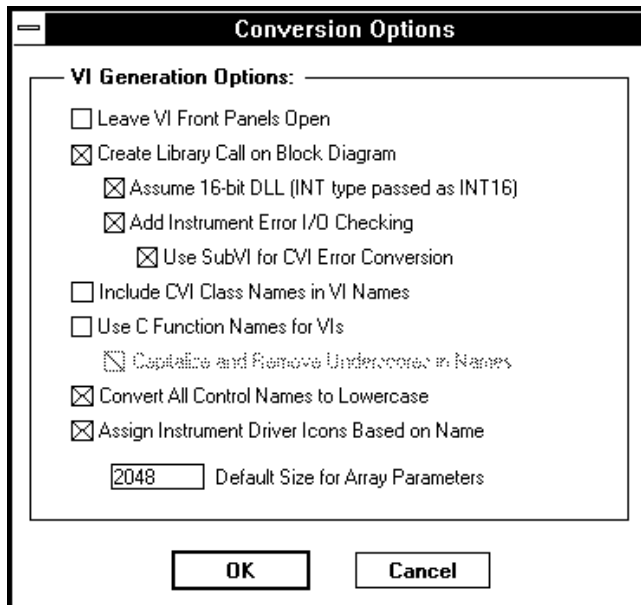 Conversion Options
VI Generation Options:
Leave VI Front Panels Open
Create Library Call on Block Diagram
Assume 16-bit DLL (INT type passed as INT16)
Add Instrument Error I/O Checking
Use SubVI for CVI Error Conversion
Include CVI Class Names in VI Names
Use C Function Names for VIs
Capitalize and Remove Underscores in Names
Convert All Control Names to Lowercase
Assign Instrument Driver Icons Based on Name
2048 Default Size for Array Parameters
OK Cancel